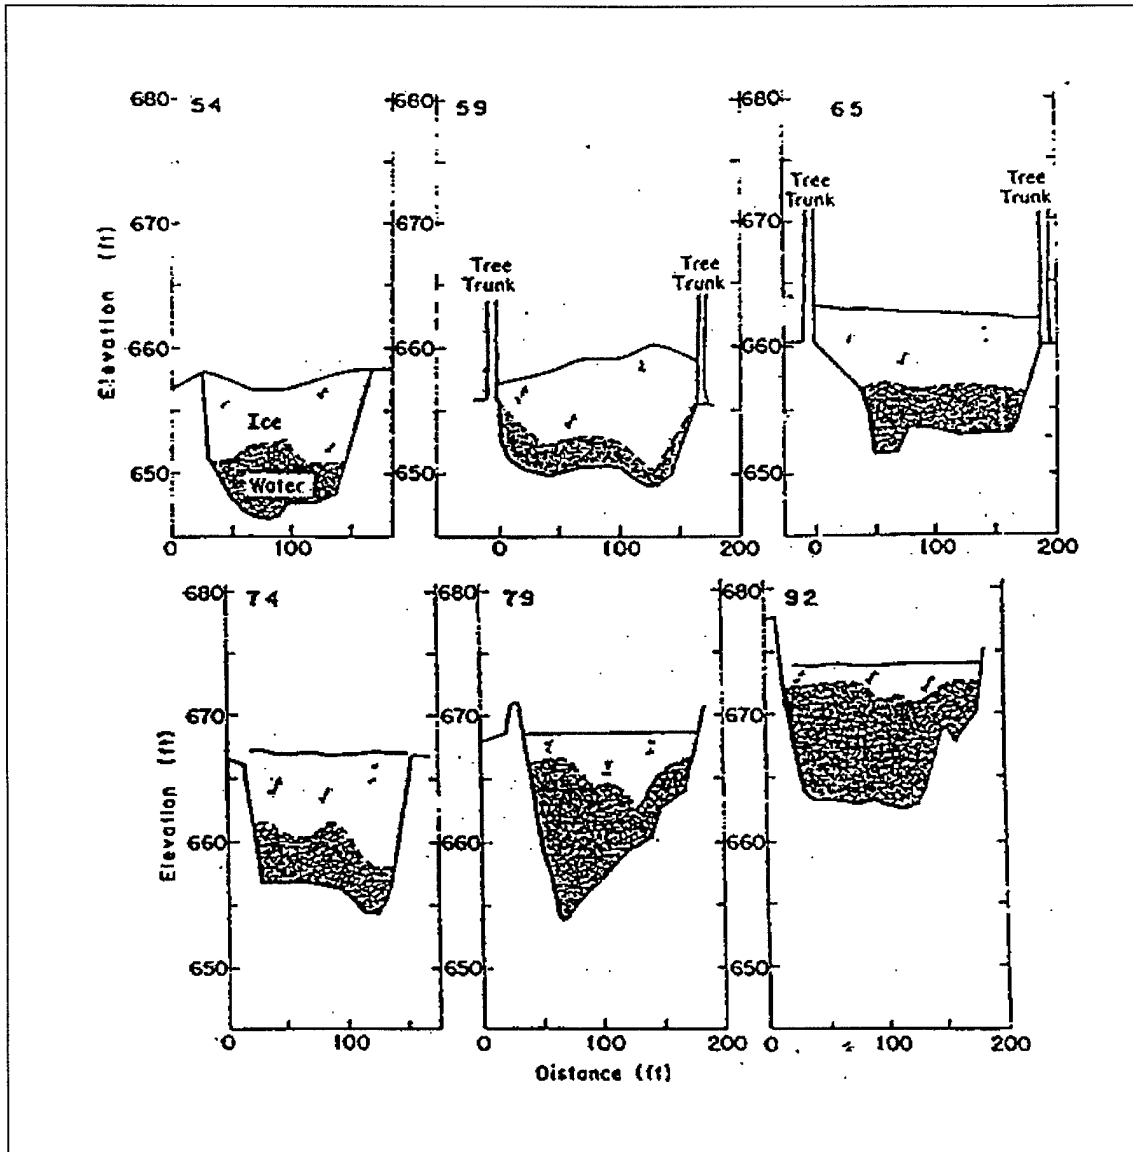 680 54 680 59 680 65
Tree Tree
Trunk Trunk
670 670 670
Tree Tree
Trunk Trunk
Elevation (ft)
660 660 660
Ice
650 Water 650 650
0 100 0 100 200 0 100 200
680 74 680 79 680 92
670 670 670
Elevation (ft)
660 660 660
650 650 650
0 100 0 100 200 0 100 200
Distance (ft)